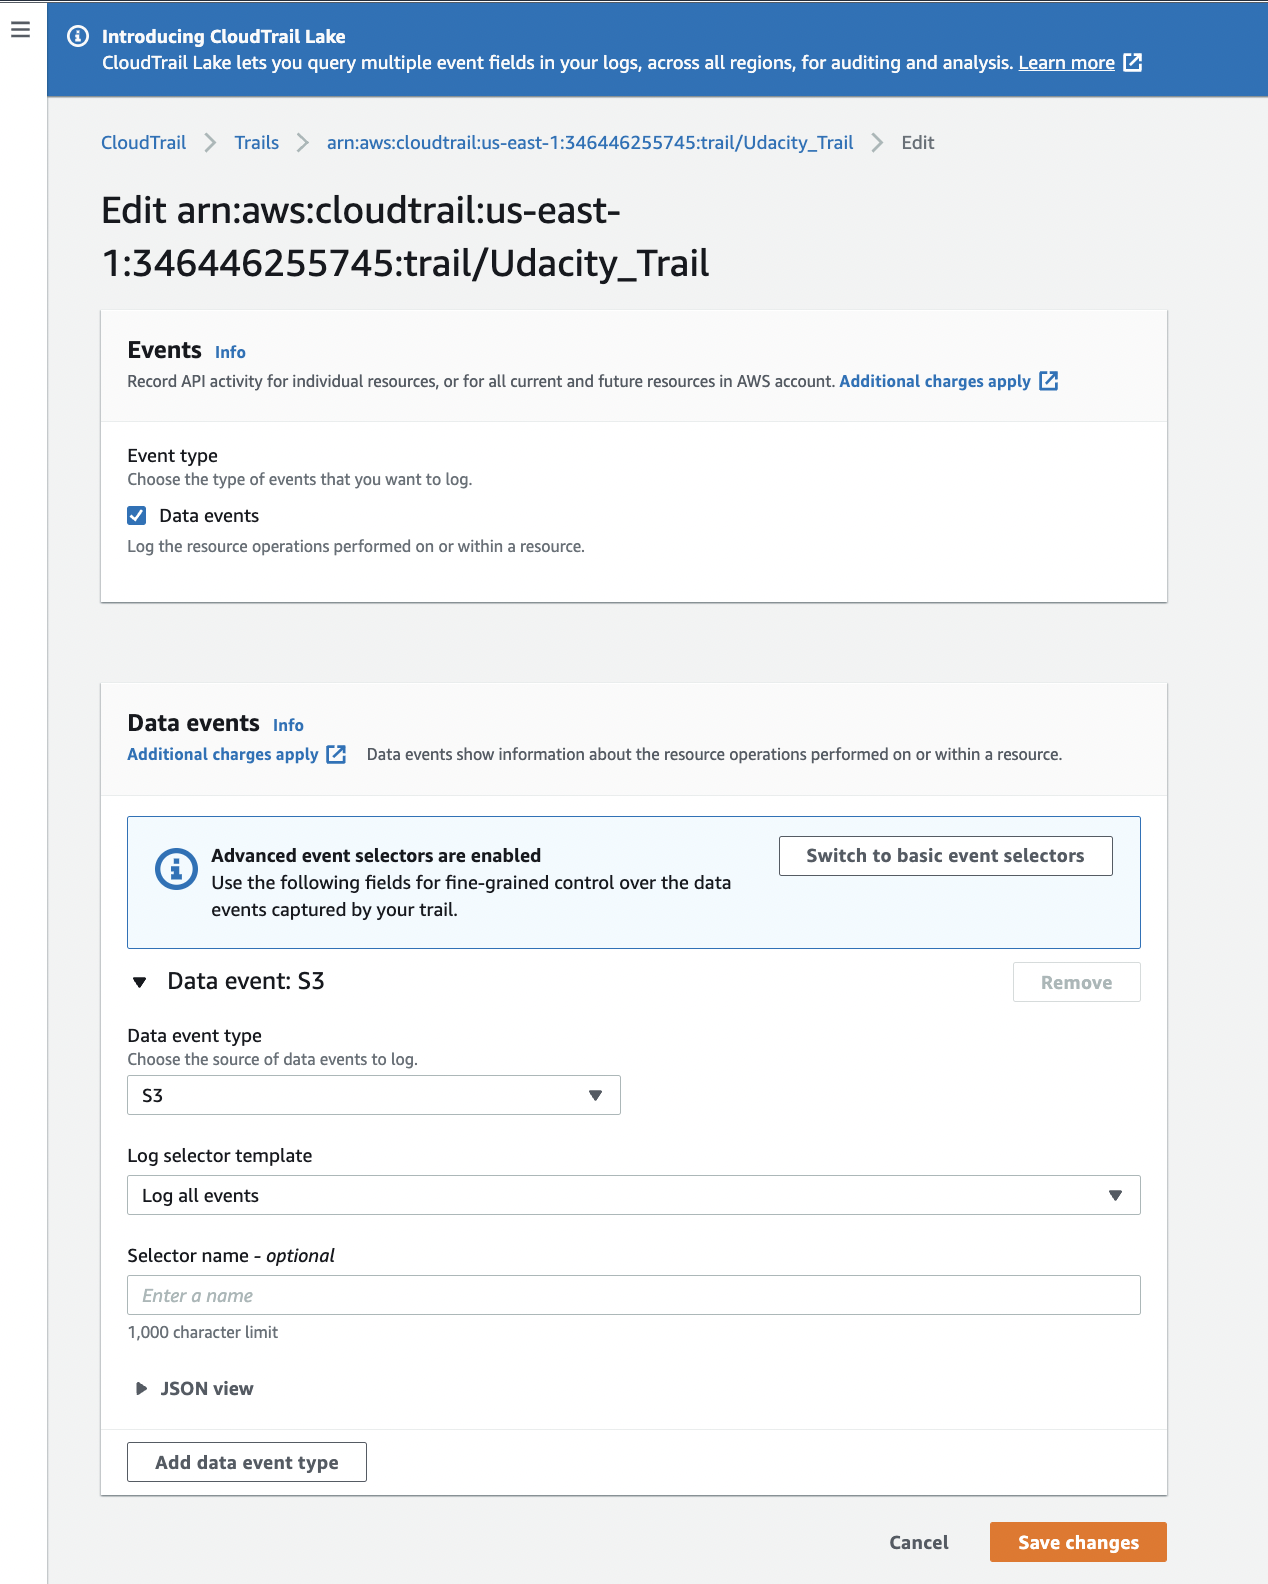 Introducing CloudTrail Lake
CloudTrail Lake lets you query multiple event fields in your logs, across all regions, for auditing and analysis. Learn more
CloudTrail
Trails
arn:aws:cloudtrail:us-east-1:346446255745:trail/Udacity_Trail
Edit
Edit arn:aws:cloudtrail:us-east-
1:346446255745:trail/Udacity_Trail
Events Info
Record API activity for individual resources, or for all current and future resources in AWS account. Additional charges apply
Event type
Choose the type of events that you want to log.
Data events
Log the resource operations performed on or within a resource.
Data events Info
Additional charges apply Data events show information about the resource operations performed on or within a resource.
Advanced event selectors are enabled
Use the following fields for fine-grained control over the data
events captured by your trail.
Switch to basic event selectors
Data event: S3
Remove
Data event type
Choose the source of data events to log.
S3
Log selector template
Log all events
Selector name - optional
Enter a name
1,000 character limit
JSON view
Add data event type
Cancel
Save changes